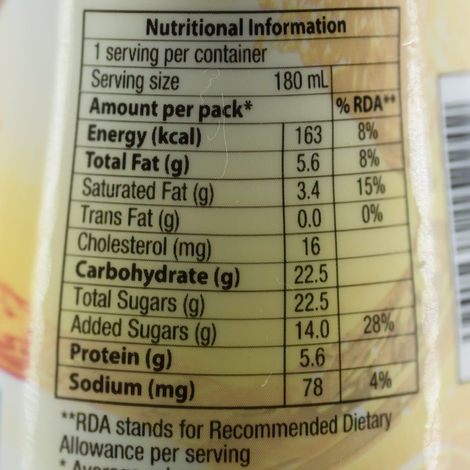 Nutritional Information
1 serving per container
Serving size 180 mL
Amount per pack* % RDA**
Energy (kcal) 163 8%
Total Fat (g) 5.6 8%
Saturated Fat (g) 3.4 15%
Trans Fat (g) 0.0 0%
Cholesterol (mg) 16
Carbohydrate (g) 22.5
Total Sugars (g) 22.5
Added Sugars (g) 14.0 28%
Protein (g) 5.6
Sodium (mg) 78 4%
**RDA stands for Recommended Dietary
Allowance per serving